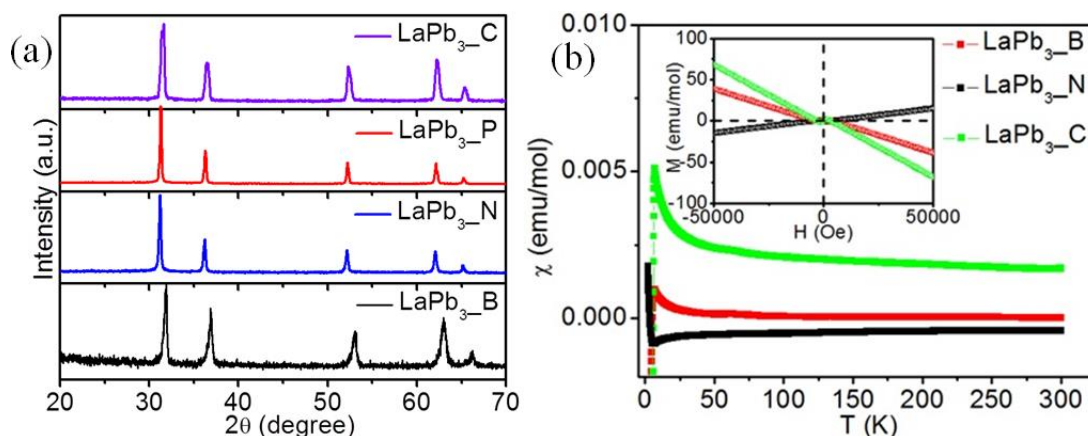 (a)
LaPb₃_C
LaPb₃_P
LaPb₃_N
LaPb₃_B
Intensity (a.u.)
20 30 40 50 60 70
2θ (degree)
(b)
LaPb₃_B
LaPb₃_N
LaPb₃_C
χ (emu/mol)
0.010
0.005
0.000
0 50 100 150 200 250 300
T (K)
M (emu/mol)
100
50
0
-50
-100
-50000 0 50000
H (Oe)